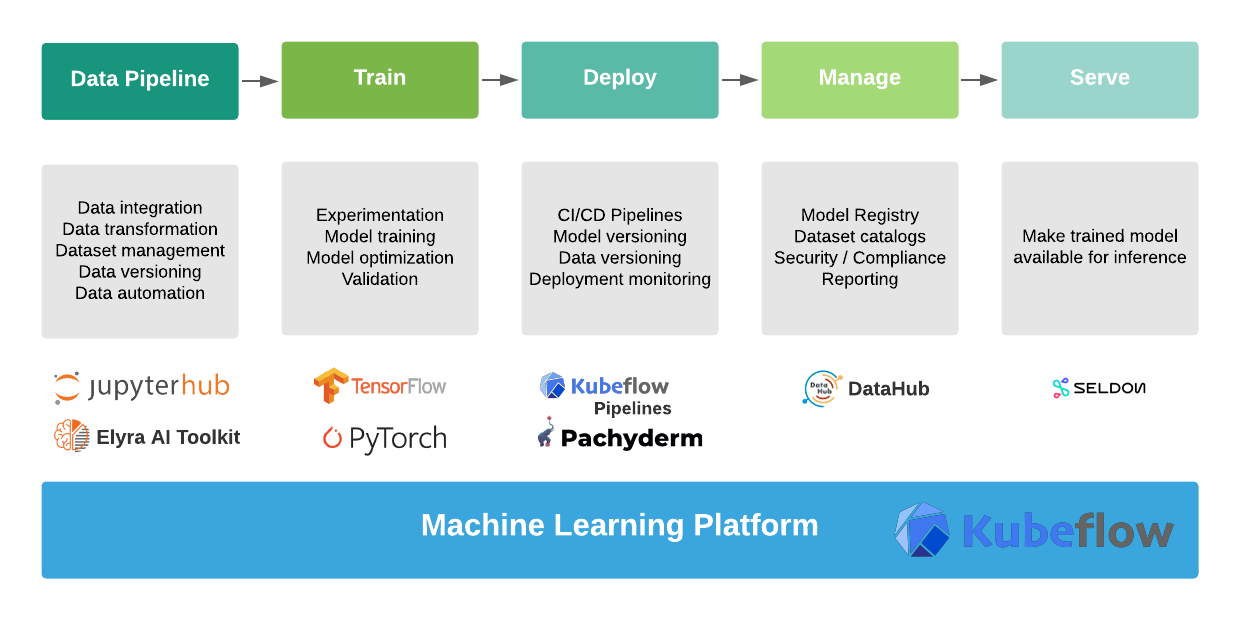 Data Pipeline
Train
Deploy
Manage
Serve
Data integration
Data transformation
Dataset management
Data versioning
Data automation
Experimentation
Model training
Model optimization
Validation
CI/CD Pipelines
Model versioning
Data versioning
Deployment monitoring
Model Registry
Dataset catalogs
Security / Compliance
Reporting
Make trained model
available for inference
jupyterhub
Elyra AI Toolkit
TensorFlow
PyTorch
Kubeflow
Pipelines
Pachyderm
Data
Hub
DataHub
SELDON
Machine Learning Platform
Kubeflow